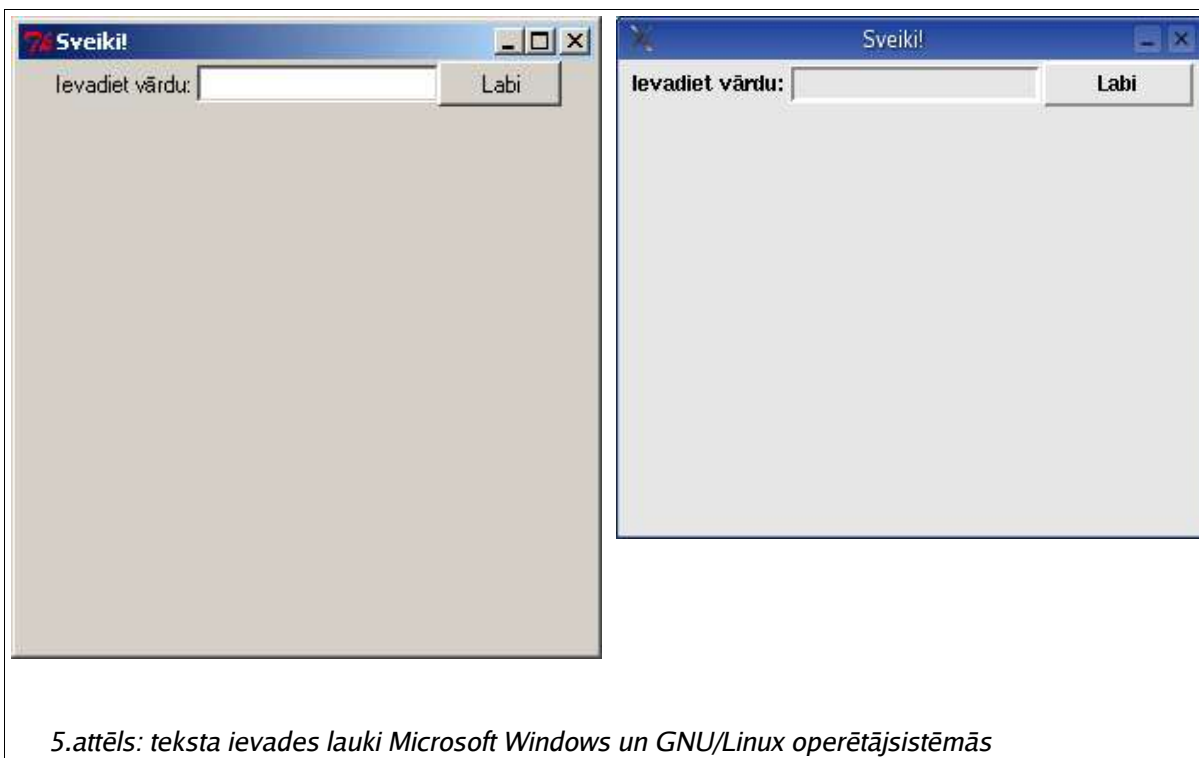 Sveiki!
Ievadiet vārdu:
Labi
Sveiki!
Ievadiet vārdu:
Labi
5.attēls: teksta ievades lauki Microsoft Windows un GNU/Linux operētājsistēmās